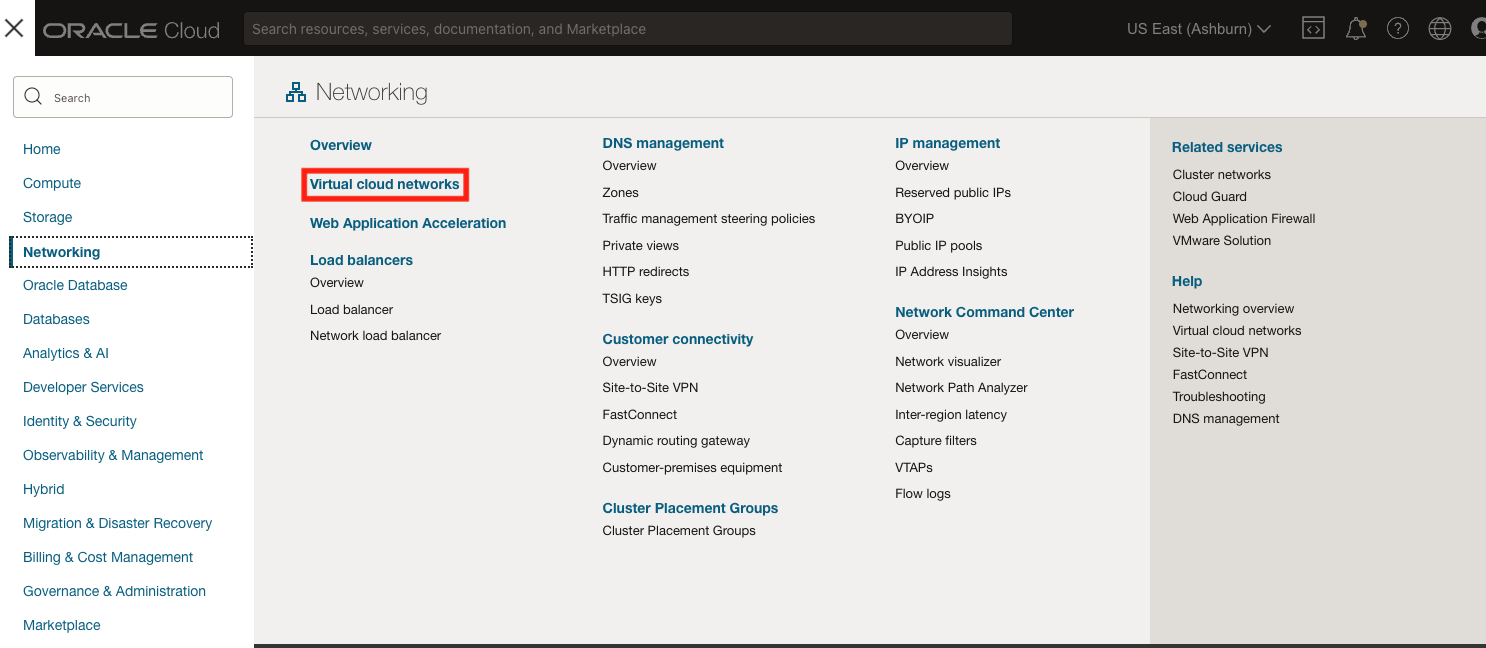 ORACLE Cloud
Search resources, services, documentation, and Marketplace
US East (Ashburn)
Search
Home
Compute
Storage
Networking
Oracle Database
Databases
Analytics & AI
Developer Services
Identity & Security
Observability & Management
Hybrid
Migration & Disaster Recovery
Billing & Cost Management
Governance & Administration
Marketplace
Networking
Overview
Virtual cloud networks
Web Application Acceleration
Load balancers
Overview
Load balancer
Network load balancer
DNS management
Overview
Zones
Traffic management steering policies
Private views
HTTP redirects
TSIG keys
Customer connectivity
Overview
Site-to-Site VPN
FastConnect
Dynamic routing gateway
Customer-premises equipment
Cluster Placement Groups
Cluster Placement Groups
IP management
Overview
Reserved public IPs
BYOIP
Public IP pools
IP Address Insights
Network Command Center
Overview
Network visualizer
Network Path Analyzer
Inter-region latency
Capture filters
VTAPs
Flow logs
Related services
Cluster networks
Cloud Guard
Web Application Firewall
VMware Solution
Help
Networking overview
Virtual cloud networks
Site-to-Site VPN
FastConnect
Troubleshooting
DNS management